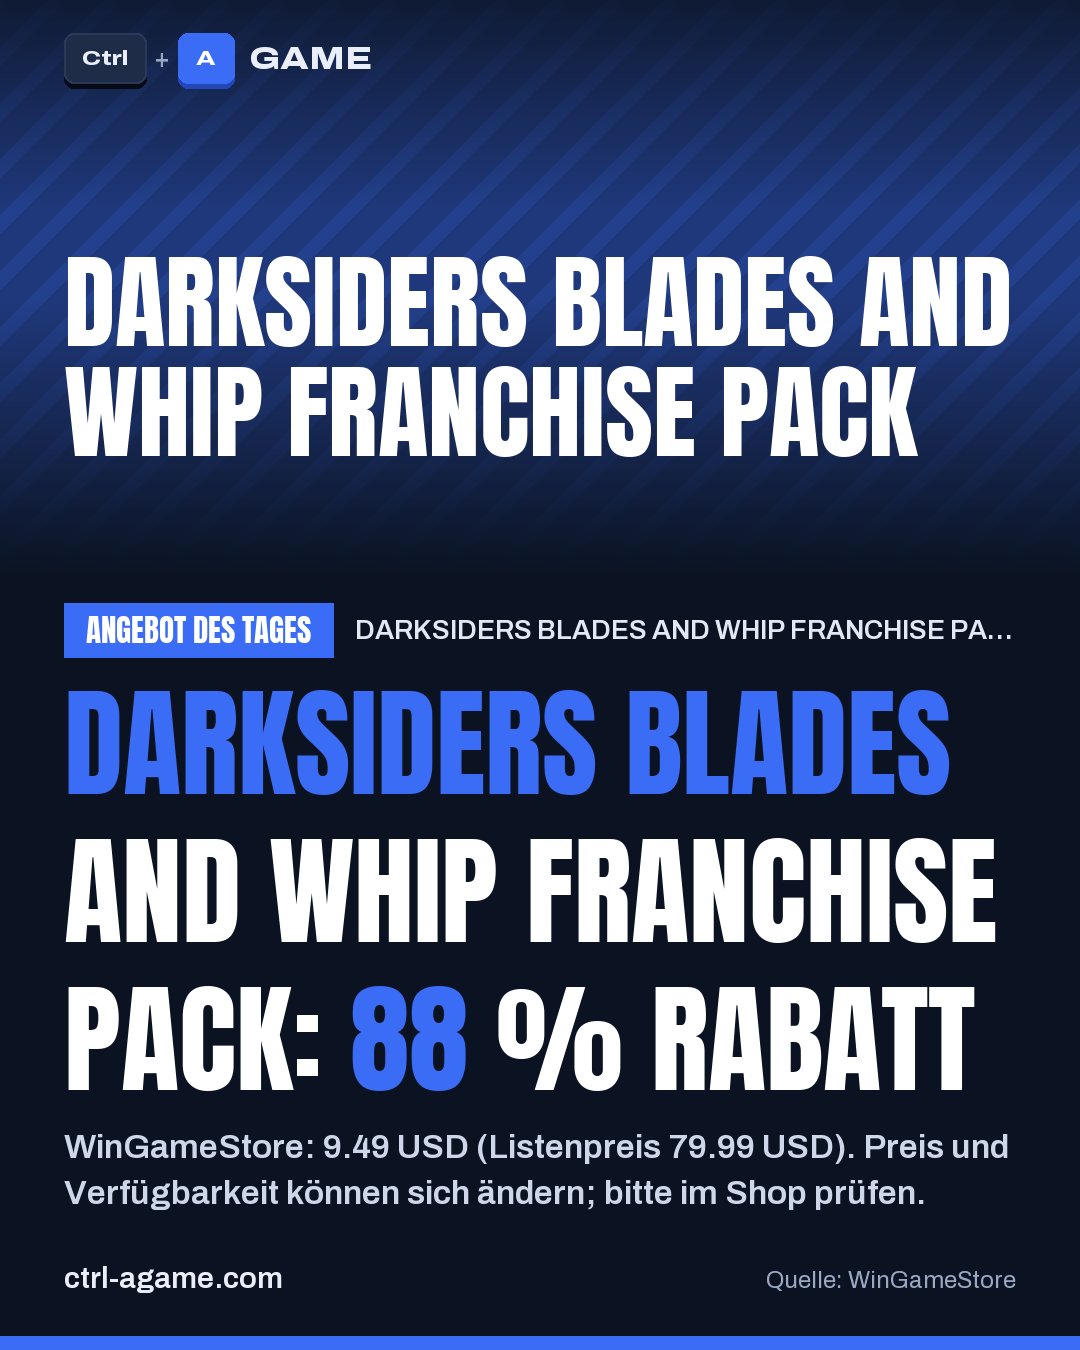 Ctrl + A GAME
DARKSIDERS BLADES AND
WHIP FRANCHISE PACK
ANGEBOT DES TAGES DARKSIDERS BLADES AND WHIP FRANCHISE PA...
DARKSIDERS BLADES
AND WHIP FRANCHISE
PACK: 88 % RABATT
WinGameStore: 9.49 USD (Listenpreis 79.99 USD). Preis und
Verfügbarkeit können sich ändern; bitte im Shop prüfen.
ctrl-agame.com Quelle: WinGameStore